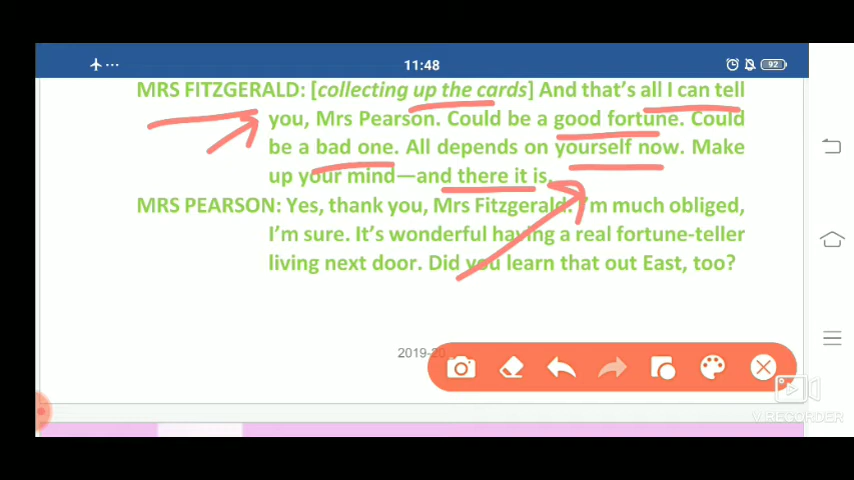 11:48
92
MRS FITZGERALD: [collecting up the cards] And that's all I can tell
you, Mrs Pearson. Could be a good fortune. Could
be a bad one. All depends on yourself now. Make
up your mind—and there it is.
MRS PEARSON: Yes, thank you, Mrs Fitzgerald. I'm much obliged,
I'm sure. It's wonderful having a real fortune-teller
living next door. Did you learn that out East, too?
2019-20
V RECORDER